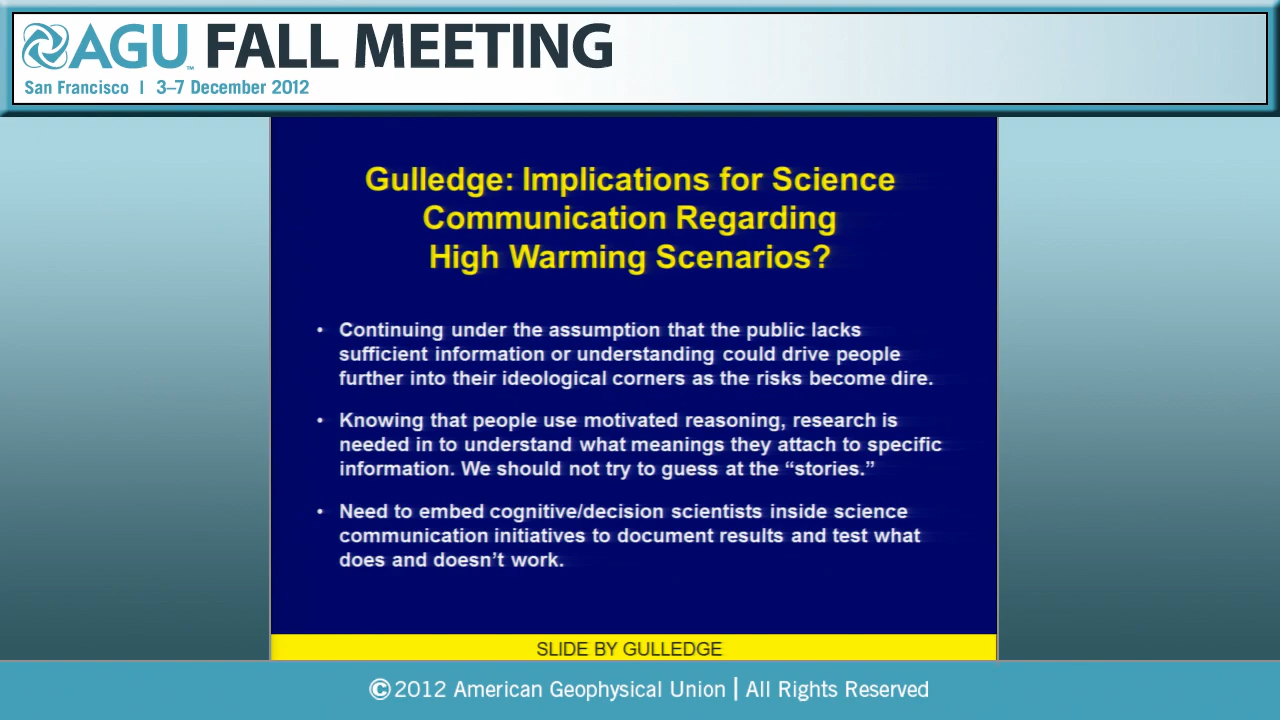 AGU™ FALL MEETING
San Francisco | 3–7 December 2012
Gulledge: Implications for Science
Communication Regarding
High Warming Scenarios?
• Continuing under the assumption that the public lacks
sufficient information or understanding could drive people
further into their ideological corners as the risks become dire.
• Knowing that people use motivated reasoning, research is
needed in to understand what meanings they attach to specific
information. We should not try to guess at the “stories.”
• Need to embed cognitive/decision scientists inside science
communication initiatives to document results and test what
does and doesn’t work.
SLIDE BY GULLEDGE
©2012 American Geophysical Union | All Rights Reserved